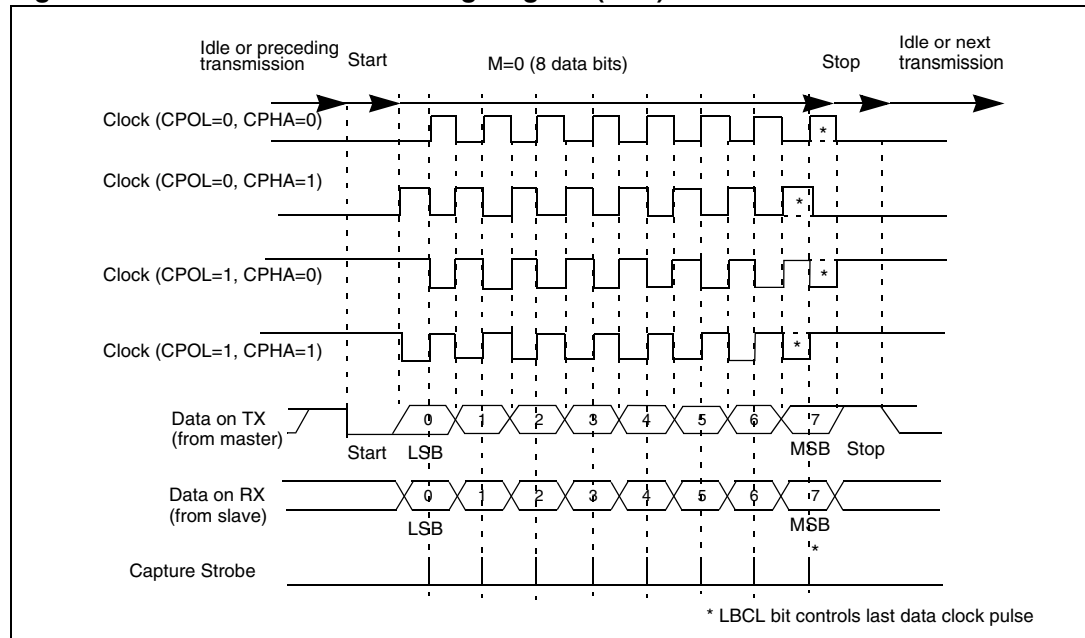 Idle or preceding
transmission
Start
M=0 (8 data bits)
Stop
Idle or next
transmission
Clock (CPOL=0, CPHA=0)
*
Clock (CPOL=0, CPHA=1)
*
Clock (CPOL=1, CPHA=0)
*
Clock (CPOL=1, CPHA=1)
*
Data on TX
(from master)
0 1 2 3 4 5 6 7
Start LSB MSB Stop
Data on RX
(from slave)
0 1 2 3 4 5 6 7
LSB MSB
*
Capture Strobe
* LBCL bit controls last data clock pulse